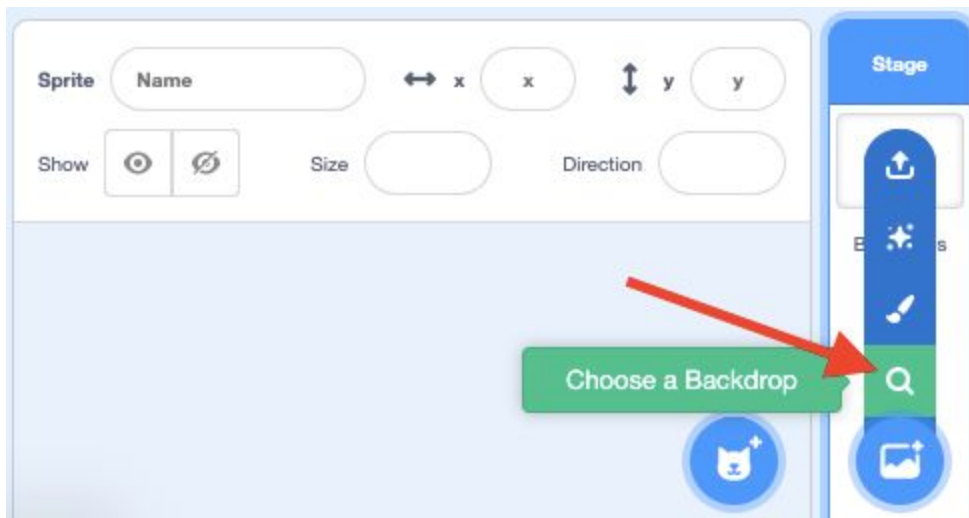 Sprite Name x x y y
Stage
Show Size Direction
Choose a Backdrop